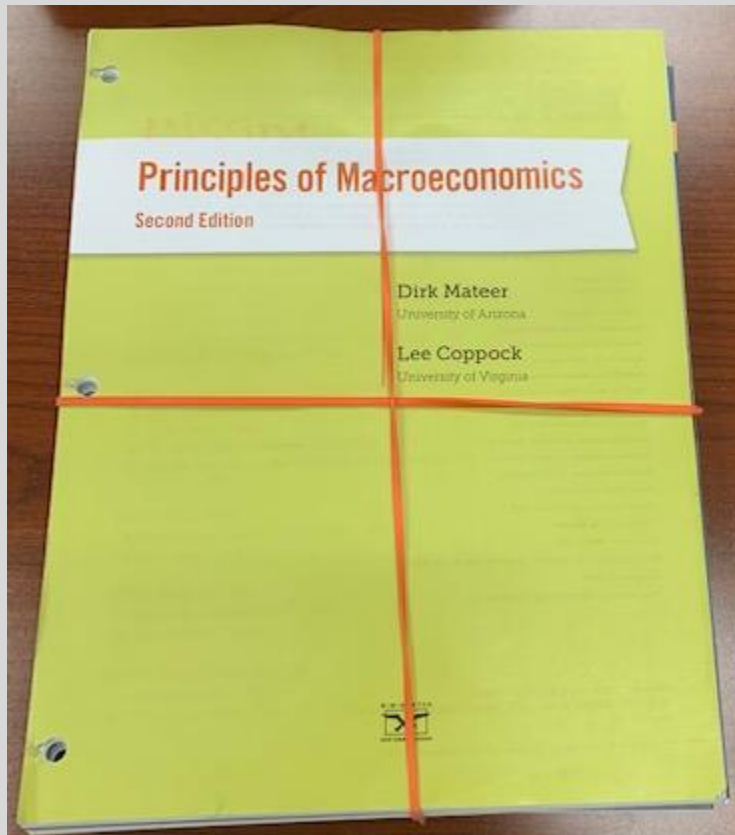 Principles of Macroeconomics
Second Edition
Dirk Mateer
University of Arizona
Lee Coppock
University of Virginia